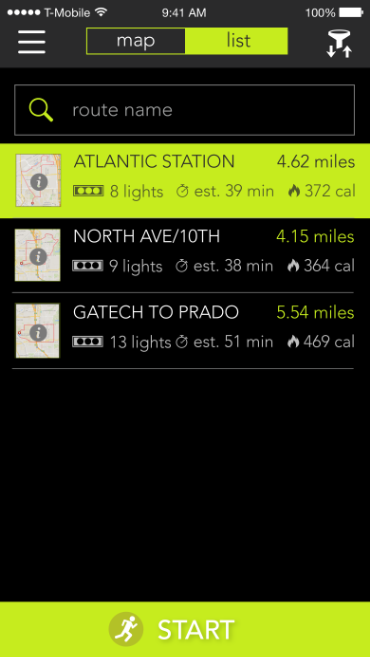 T-Mobile 9:41 AM 100%
map list
route name
ATLANTIC STATION 4.62 miles
8 lights est. 39 min 372 cal
NORTH AVE/10TH 4.15 miles
9 lights est. 38 min 364 cal
GATECH TO PRADO 5.54 miles
13 lights est. 51 min 469 cal
START